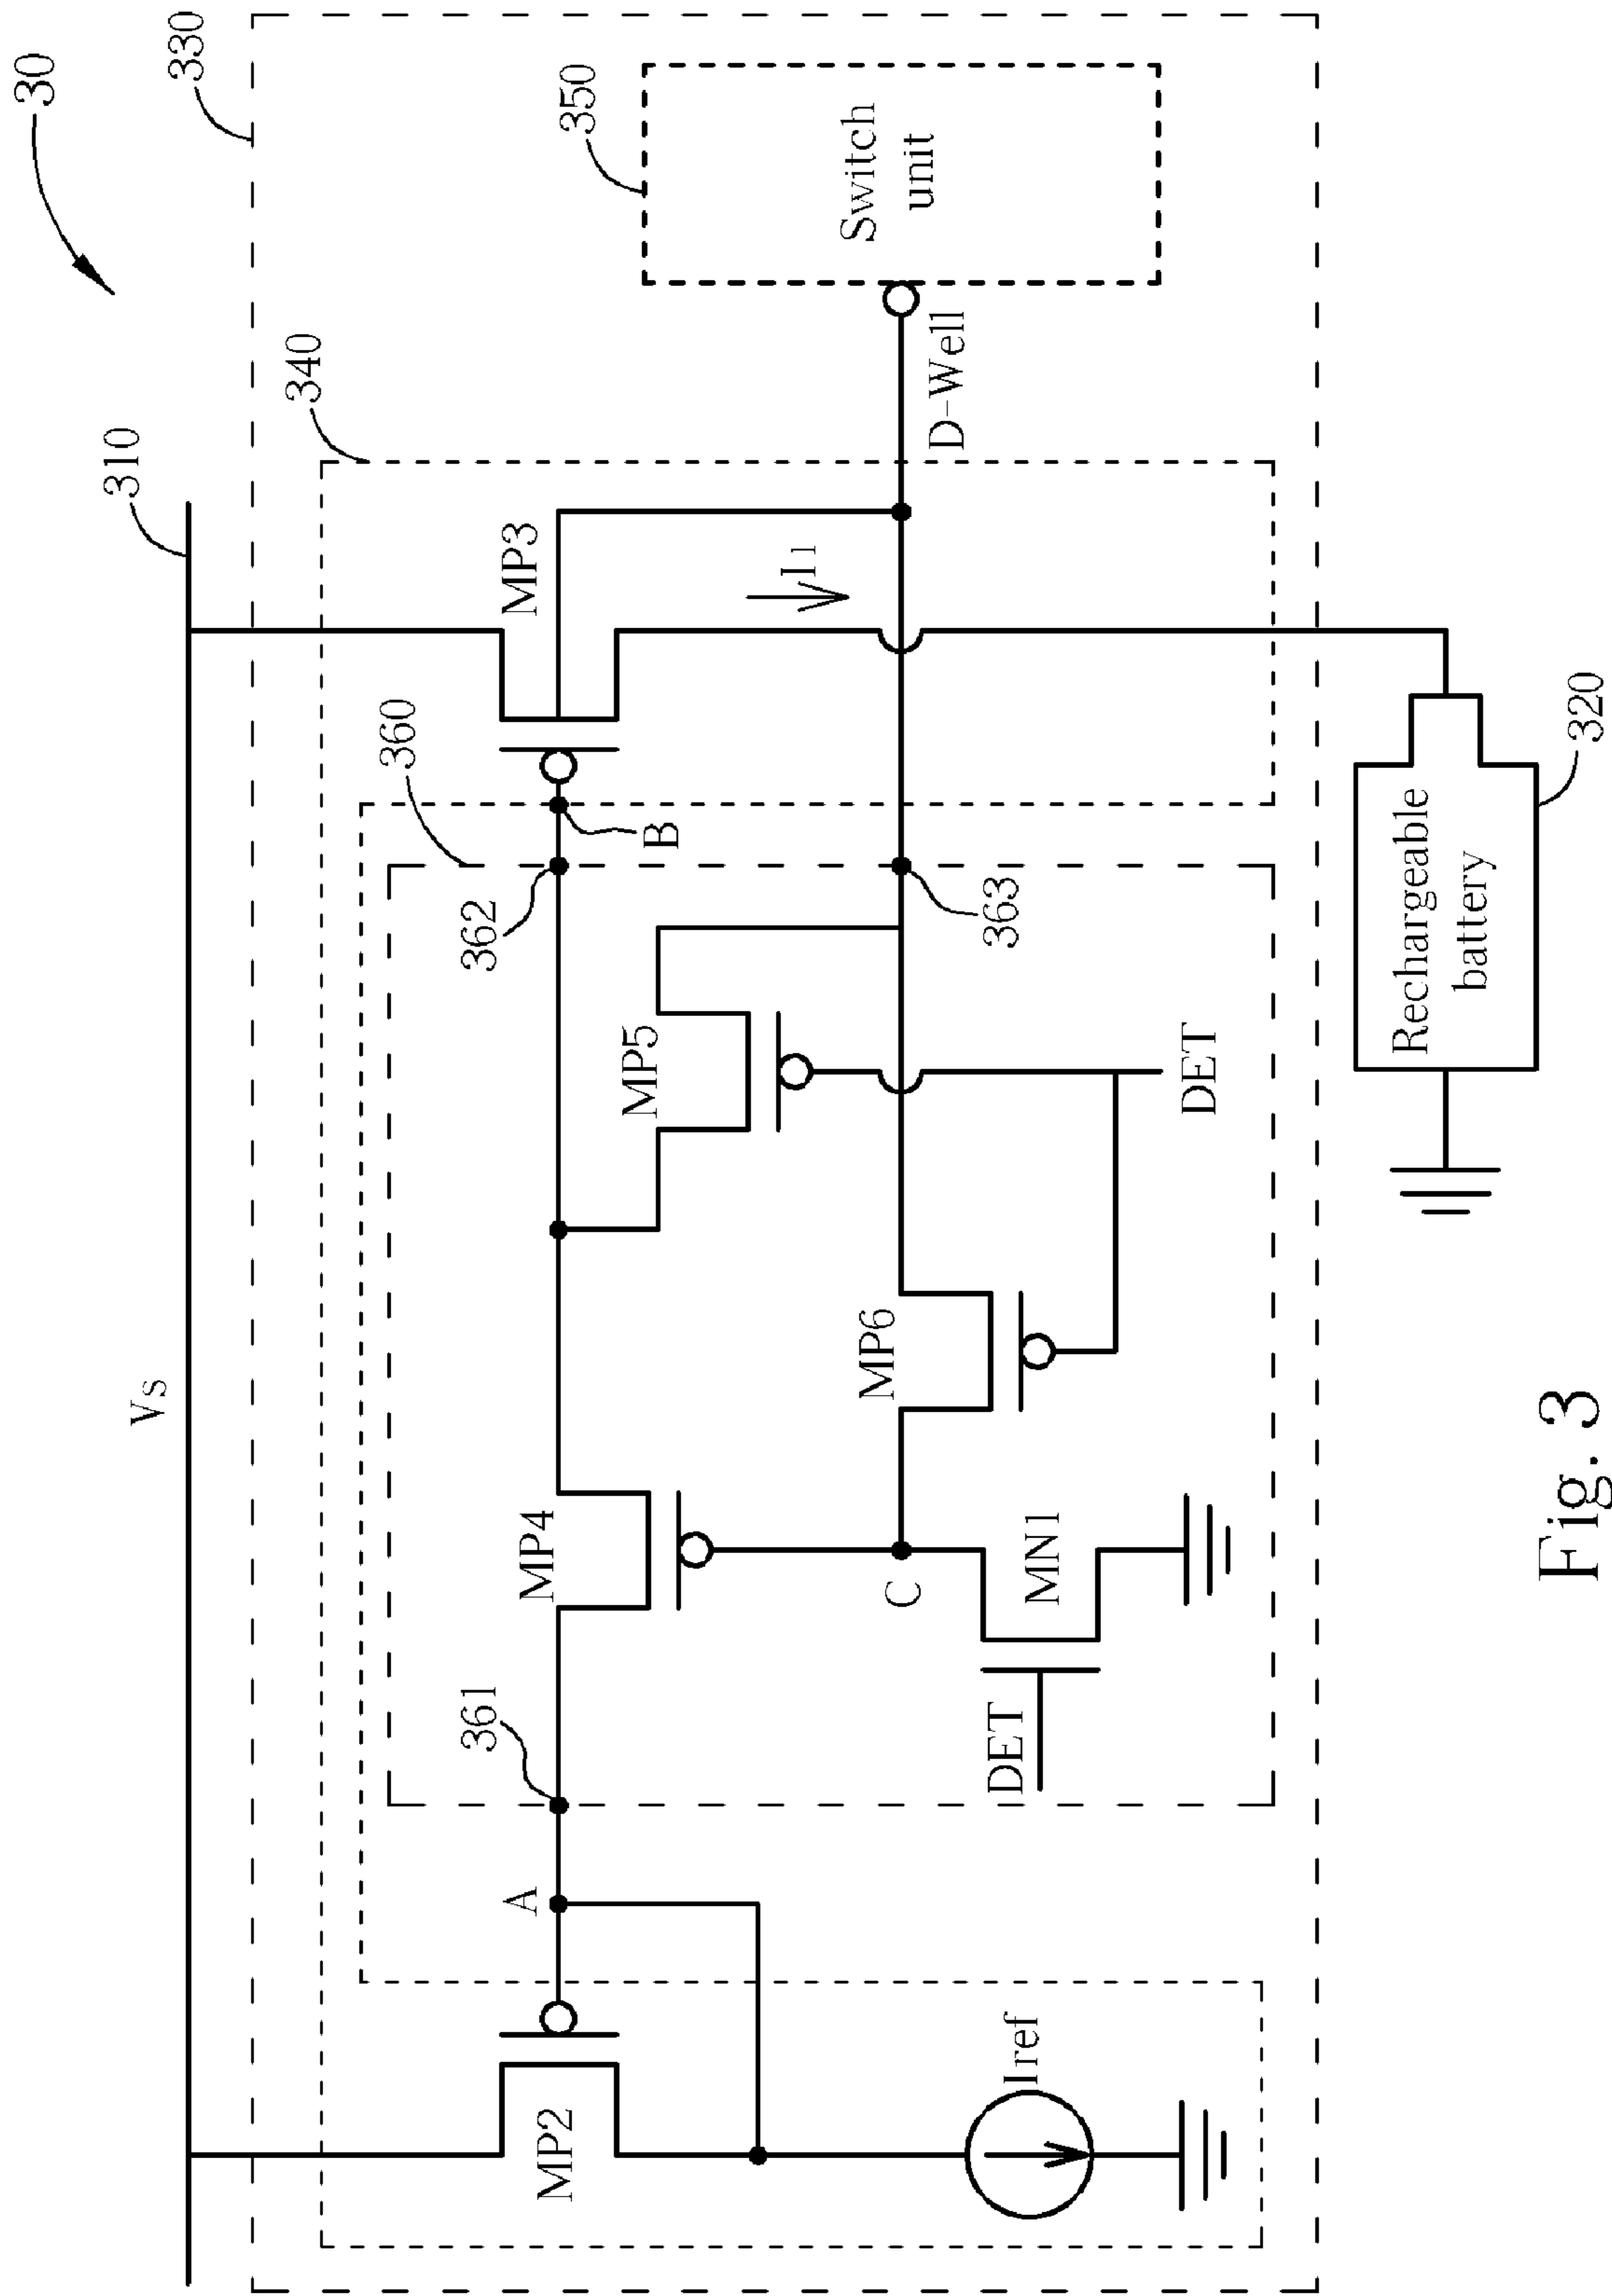 30
330
Vs
310
340
350
Switch
unit
D-Well
MP3
I1
360
B
362
363
MP5
DET
MP4
MP6
C
MN1
DET
361
A
MP2
Iref
Rechargeable
battery
320
Fig. 3